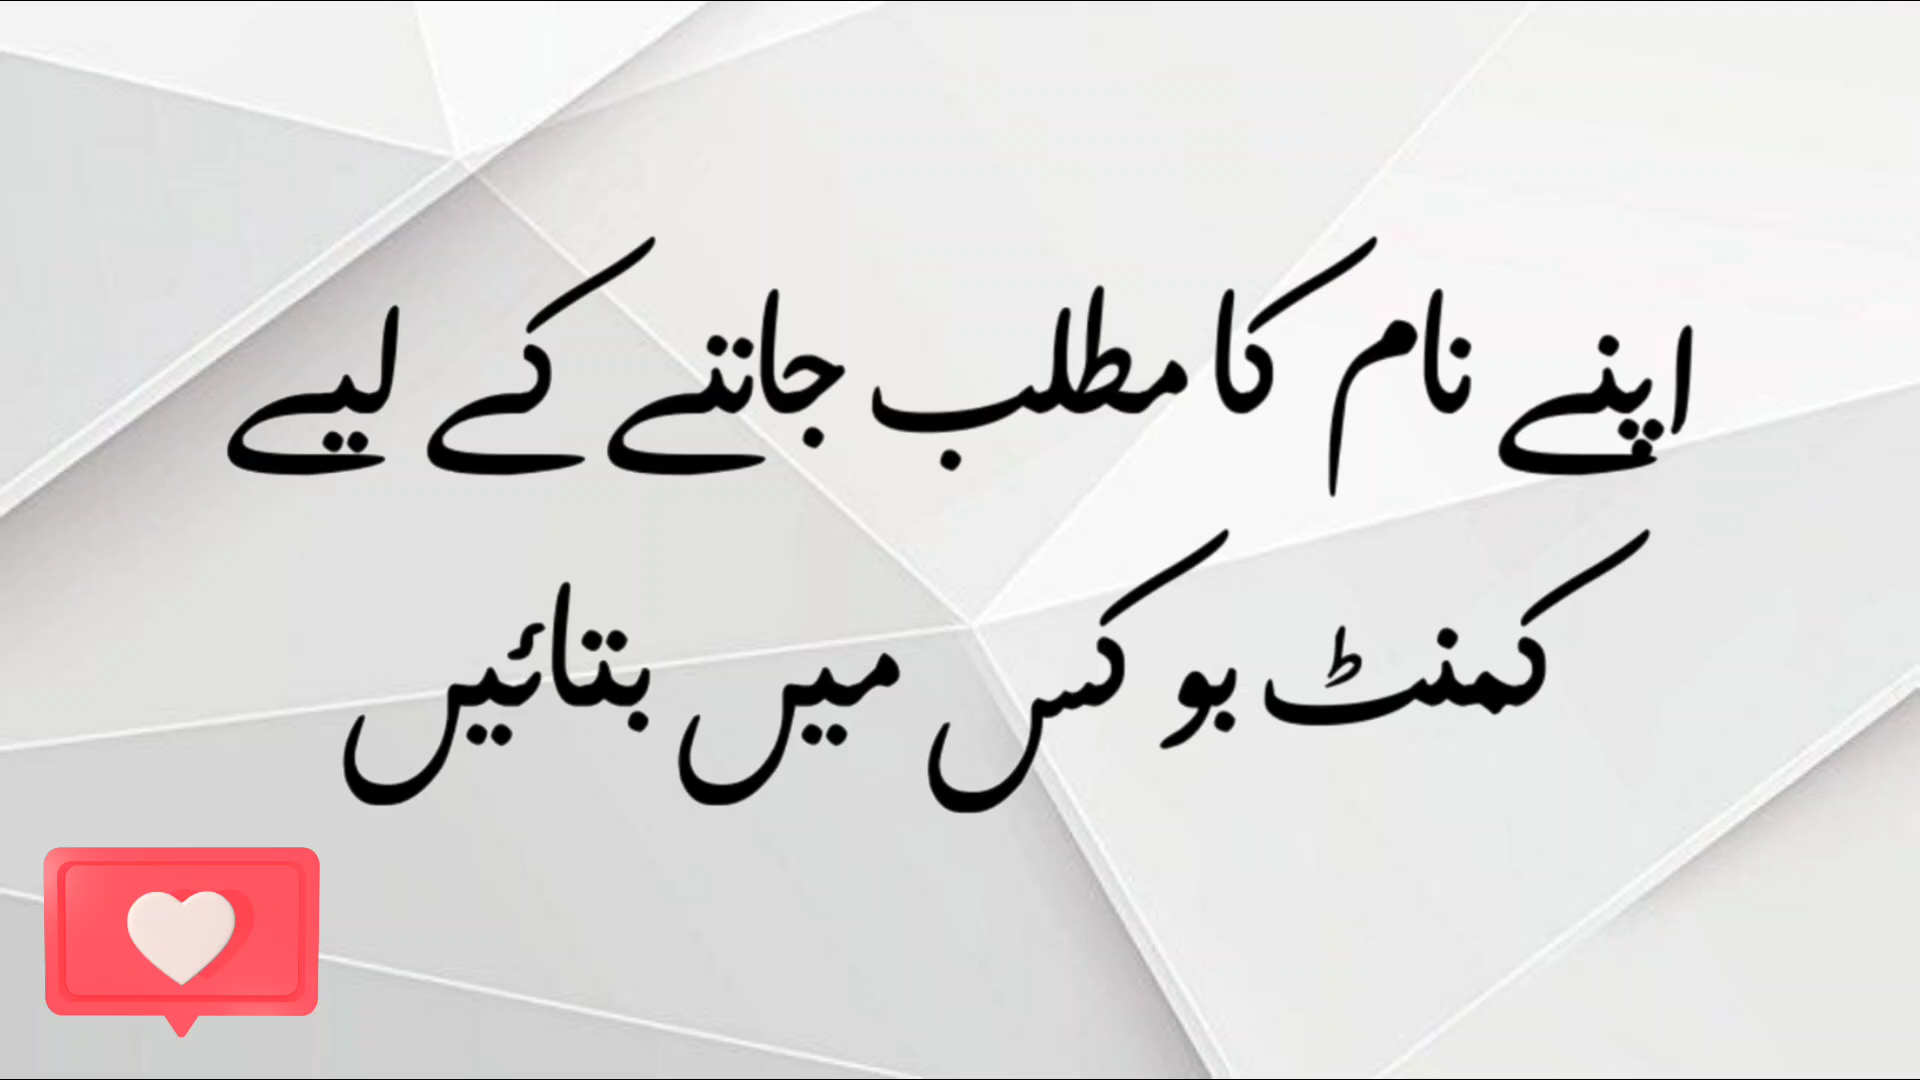 اپنے نام کا مطلب جاننے کے لیے
کمنٹ بوکس میں بتائیں